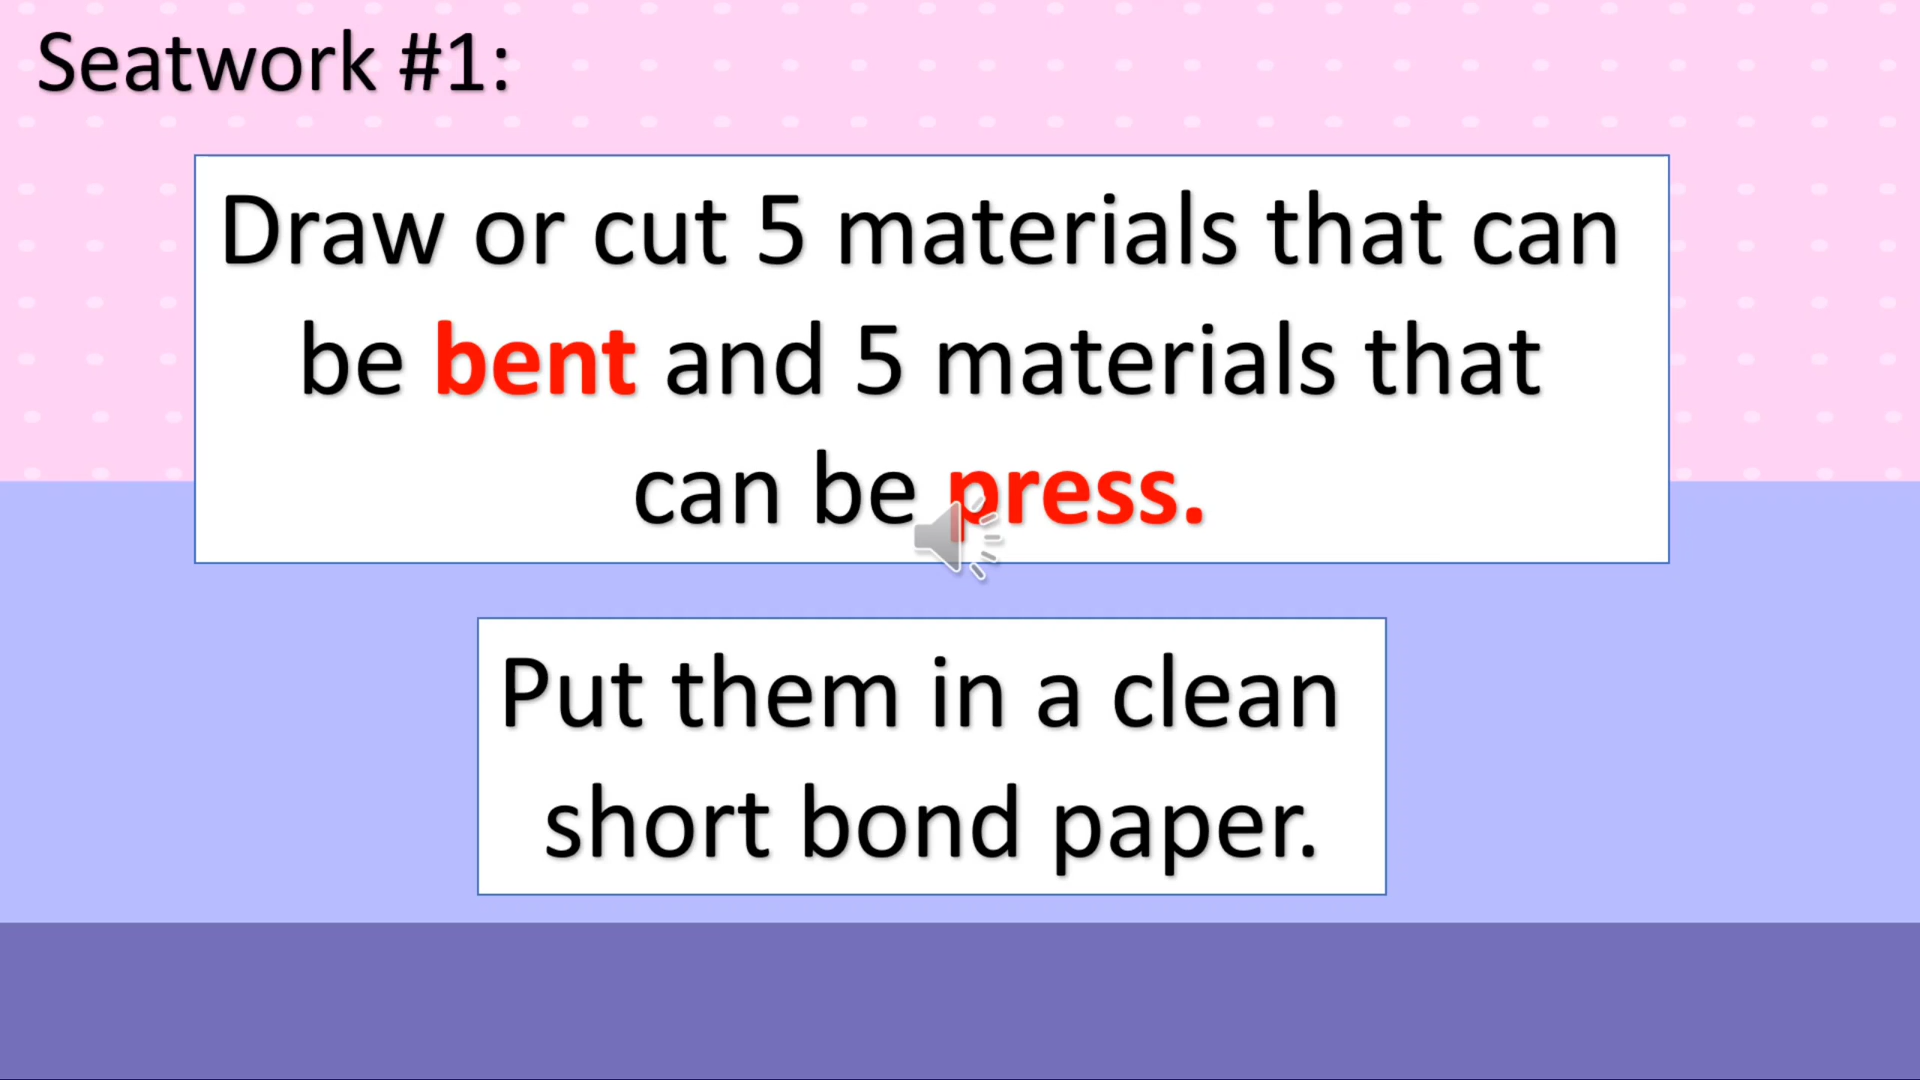 Seatwork #1:
Draw or cut 5 materials that can
be bent and 5 materials that
can be press.
Put them in a clean
short bond paper.